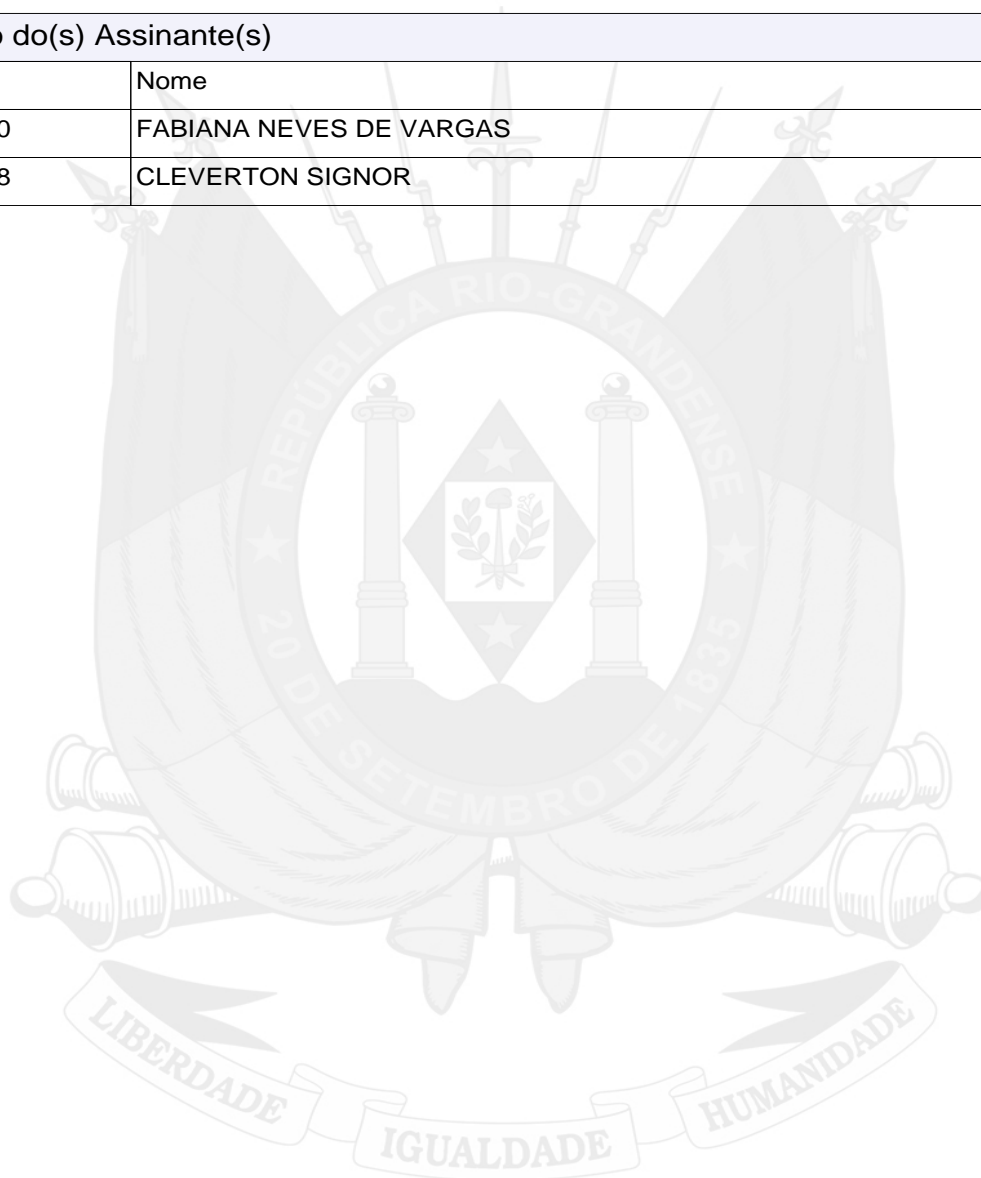 o do(s) Assinante(s)
Nome
0 FABIANA NEVES DE VARGAS
8 CLEVERTON SIGNOR
REPÚBLICA RIO-GRANDENSE
★ 20 DE SETEMBRO DE 1835 ★
LIBERDADE IGUALDADE HUMANIDADE